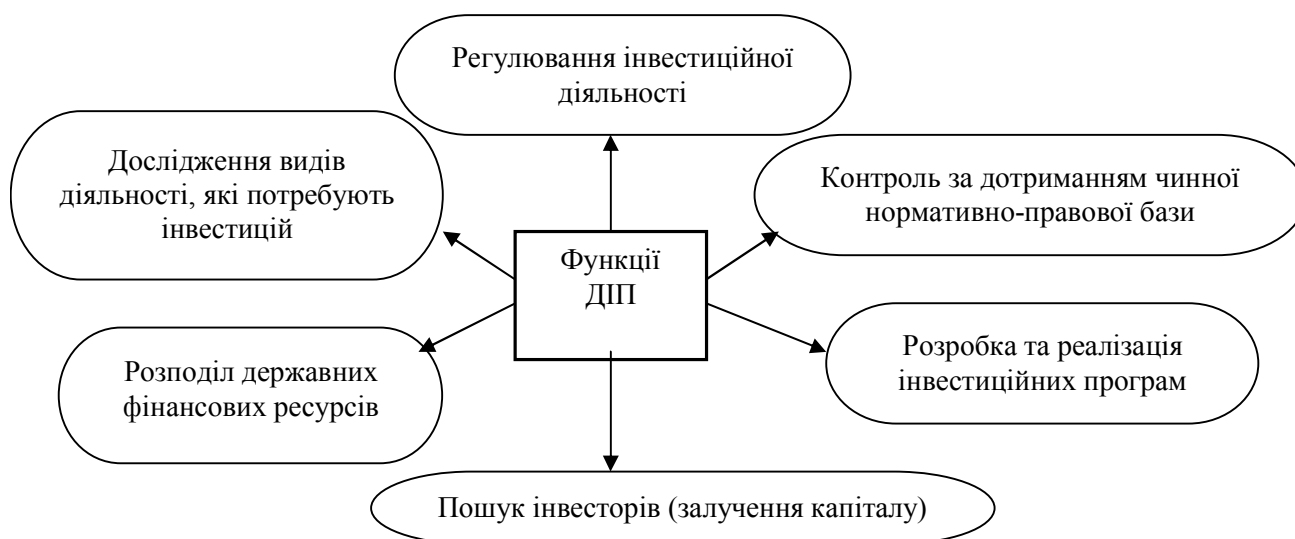 Регулювання інвестиційної
діяльності
Дослідження видів
діяльності, які потребують
інвестицій
Контроль за дотриманням чинної
нормативно-правової бази
Функції
ДІП
Розподіл державних
фінансових ресурсів
Розробка та реалізація
інвестиційних програм
Пошук інвесторів (залучення капіталу)